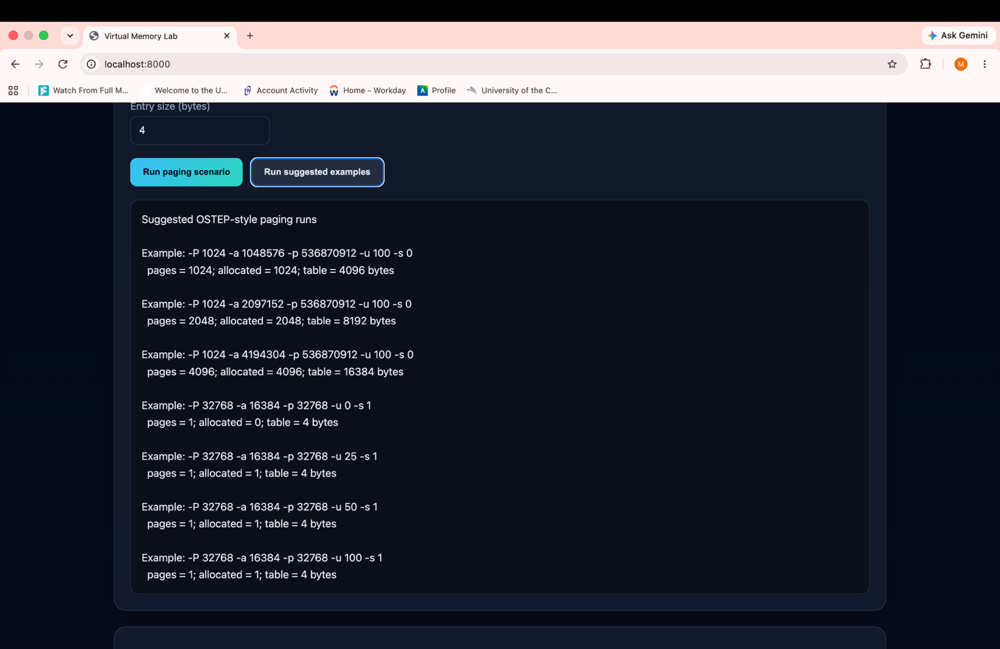 Virtual Memory Lab
Ask Gemini
localhost:8000
M
Watch From Full M...
Welcome to the U...
Account Activity
Home - Workday
Profile
University of the C...
Entry size (bytes)
4
Run paging scenario
Run suggested examples
Suggested OSTEP-style paging runs
Example: -P 1024 -a 1048576 -p 536870912 -u 100 -s 0
pages = 1024; allocated = 1024; table = 4096 bytes
Example: -P 1024 -a 2097152 -p 536870912 -u 100 -s 0
pages = 2048; allocated = 2048; table = 8192 bytes
Example: -P 1024 -a 4194304 -p 536870912 -u 100 -s 0
pages = 4096; allocated = 4096; table = 16384 bytes
Example: -P 32768 -a 16384 -p 32768 -u 0 -s 1
pages = 1; allocated = 0; table = 4 bytes
Example: -P 32768 -a 16384 -p 32768 -u 25 -s 1
pages = 1; allocated = 1; table = 4 bytes
Example: -P 32768 -a 16384 -p 32768 -u 50 -s 1
pages = 1; allocated = 1; table = 4 bytes
Example: -P 32768 -a 16384 -p 32768 -u 100 -s 1
pages = 1; allocated = 1; table = 4 bytes